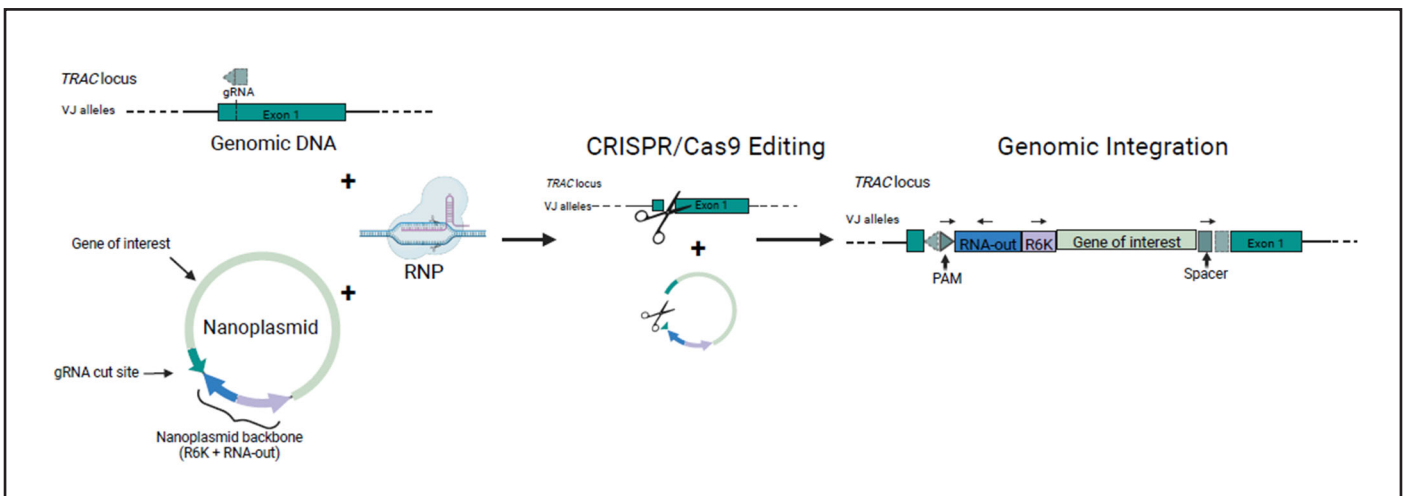 TRAC locus
gRNA
VJ alleles
Exon 1
Genomic DNA
+
RNP
+
Gene of interest
Nanoplasmid
gRNA cut site
Nanoplasmid backbone
(R6K + RNA-out)
CRISPR/Cas9 Editing
TRAC locus
VJ alleles
Exon 1
+
Genomic Integration
TRAC locus
VJ alleles
RNA-out
R6K
Gene of interest
Exon 1
PAM
Spacer